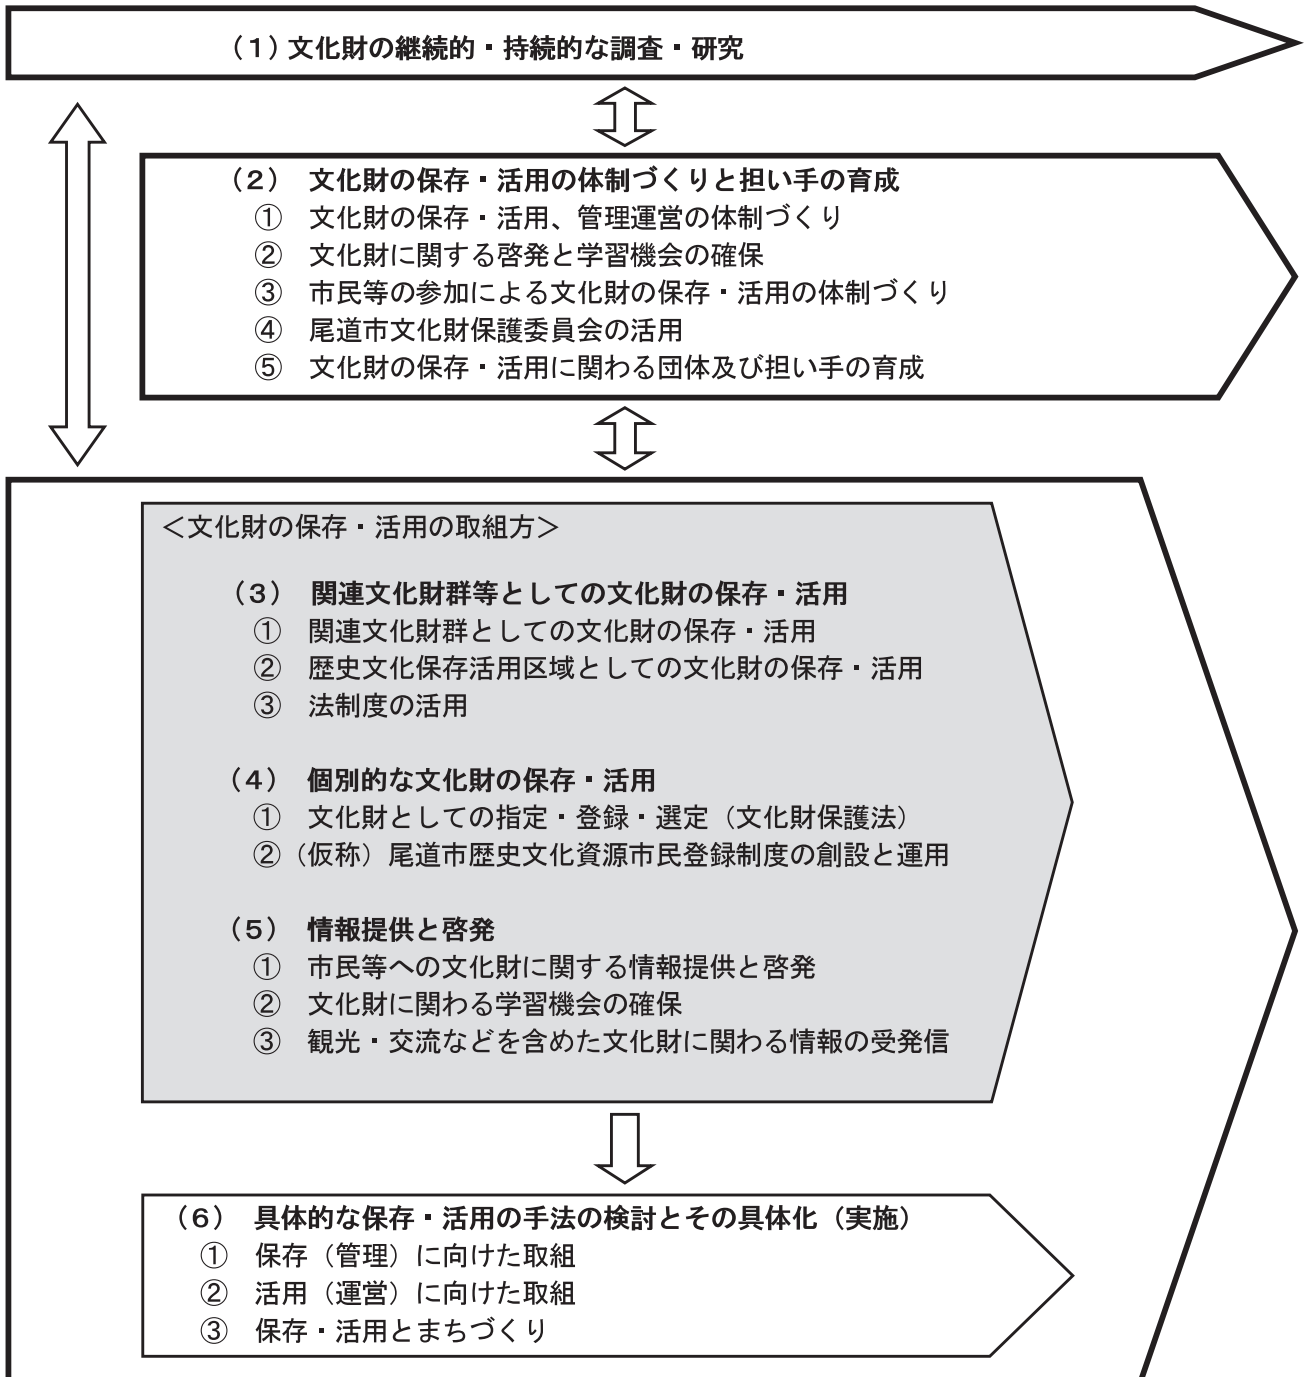 （１）文化財の継続的・持続的な調査・研究
（２） 文化財の保存・活用の体制づくりと担い手の育成
① 文化財の保存・活用、管理運営の体制づくり
② 文化財に関する啓発と学習機会の確保
③ 市民等の参加による文化財の保存・活用の体制づくり
④ 尾道市文化財保護委員会の活用
⑤ 文化財の保存・活用に関わる団体及び担い手の育成
＜文化財の保存・活用の取組方＞
（３） 関連文化財群等としての文化財の保存・活用
① 関連文化財群としての文化財の保存・活用
② 歴史文化保存活用区域としての文化財の保存・活用
③ 法制度の活用
（４） 個別的な文化財の保存・活用
① 文化財としての指定・登録・選定（文化財保護法）
②（仮称）尾道市歴史文化資源市民登録制度の創設と運用
（５） 情報提供と啓発
① 市民等への文化財に関する情報提供と啓発
② 文化財に関わる学習機会の確保
③ 観光・交流などを含めた文化財に関わる情報の受発信
（６） 具体的な保存・活用の手法の検討とその具体化（実施）
① 保存（管理）に向けた取組
② 活用（運営）に向けた取組
③ 保存・活用とまちづくり